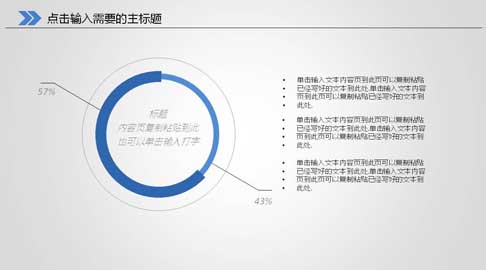 点击输入需要的主标题
57%
标题
内容页复制粘贴到此
也可以单击输入打字
43%
• 单击输入文本内容页到此页可以复制粘贴
• 已经写好的文本到此处.单击输入文本内容
• 页到此页可以复制粘贴已经写好的文本到
• 此处.
• 单击输入文本内容页到此页可以复制粘贴
• 已经写好的文本到此处.单击输入文本内容
• 页到此页可以复制粘贴已经写好的文本到
• 此处.
• 单击输入文本内容页到此页可以复制粘贴
• 已经写好的文本到此处.单击输入文本内容
• 页到此页可以复制粘贴已经写好的文本到
• 此处.